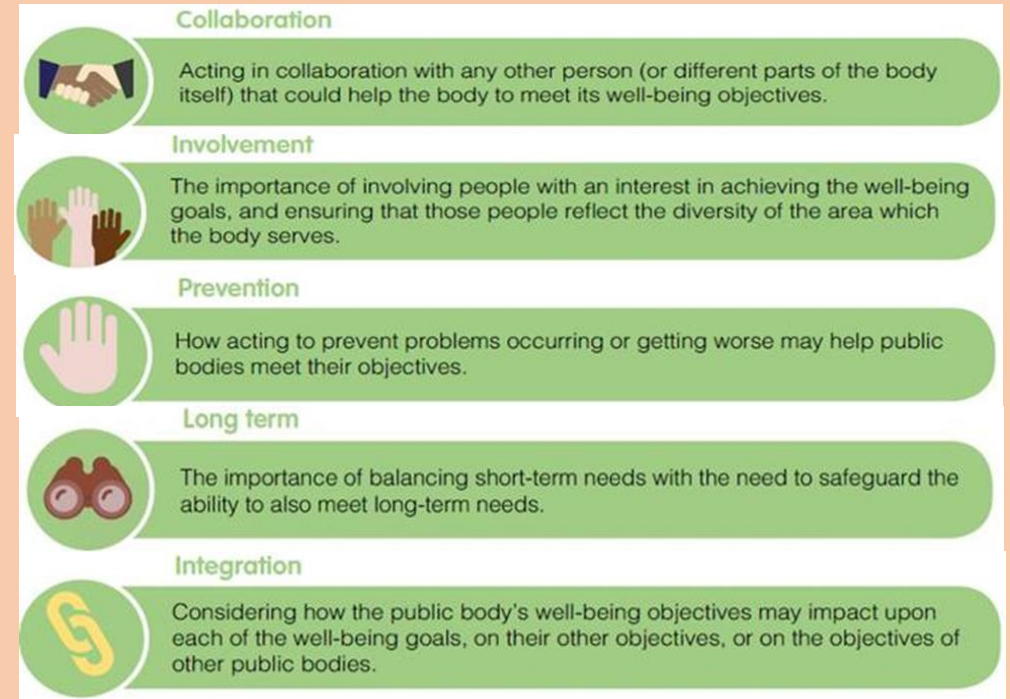 Collaboration
Acting in collaboration with any other person (or different parts of the body
itself) that could help the body to meet its well-being objectives.
Involvement
The importance of involving people with an interest in achieving the well-being
goals, and ensuring that those people reflect the diversity of the area which
the body serves.
Prevention
How acting to prevent problems occurring or getting worse may help public
bodies meet their objectives.
Long term
The importance of balancing short-term needs with the need to safeguard the
ability to also meet long-term needs.
Integration
Considering how the public body's well-being objectives may impact upon
each of the well-being goals, on their other objectives, or on the objectives of
other public bodies.